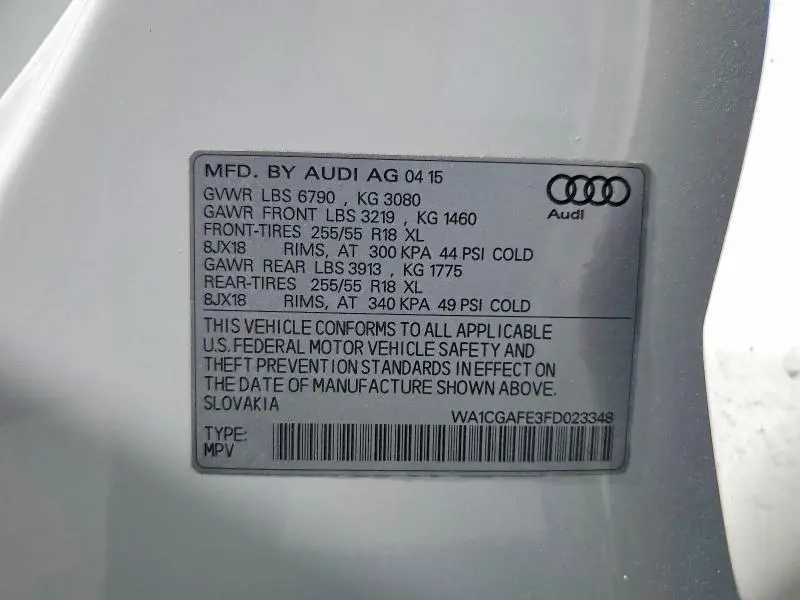 MFD. BY AUDI AG 04 15
GVWR LBS 6790 , KG 3080
GAWR FRONT LBS 3219 , KG 1460
FRONT-TIRES 255/55 R18 XL
8JX18 RIMS, AT 300 KPA 44 PSI COLD
GAWR REAR LBS 3913 , KG 1775
REAR-TIRES 255/55 R18 XL
8JX18 RIMS, AT 340 KPA 49 PSI COLD
Audi
THIS VEHICLE CONFORMS TO ALL APPLICABLE
U.S. FEDERAL MOTOR VEHICLE SAFETY AND
THEFT PREVENTION STANDARDS IN EFFECT ON
THE DATE OF MANUFACTURE SHOWN ABOVE.
SLOVAKIA
WA1CGAFE3FD023348
TYPE:
MPV